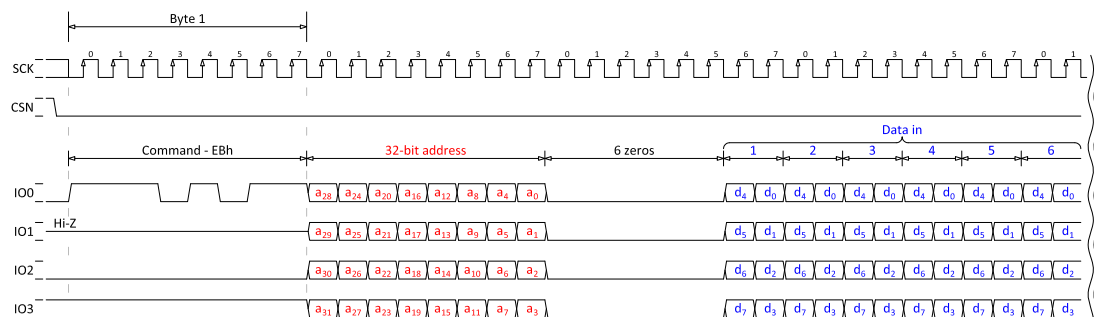 Byte 1
0 1 2 3 4 5 6 7 0 1 2 3 4 5 6 7 0 1 2 3 4 5 0 1 2 3 4 5 6 7 0 1
SCK
CSN
Data in
Command - EBh 32-bit address 6 zeros 1 2 3 4 5 6
IO0 a28 a24 a20 a16 a12 a8 a4 a0 d4 d0 d4 d0 d4 d0 d4 d0 d4 d0 d4 d0
Hi-Z
IO1 a29 a25 a21 a17 a13 a9 a5 a1 d5 d1 d5 d1 d5 d1 d5 d1 d5 d1 d5 d1
IO2 a30 a26 a22 a18 a14 a10 a6 a2 d6 d2 d6 d2 d6 d2 d6 d2 d6 d2 d6 d2
IO3 a31 a27 a23 a19 a15 a11 a7 a3 d7 d3 d7 d3 d7 d3 d7 d3 d7 d3 d7 d3